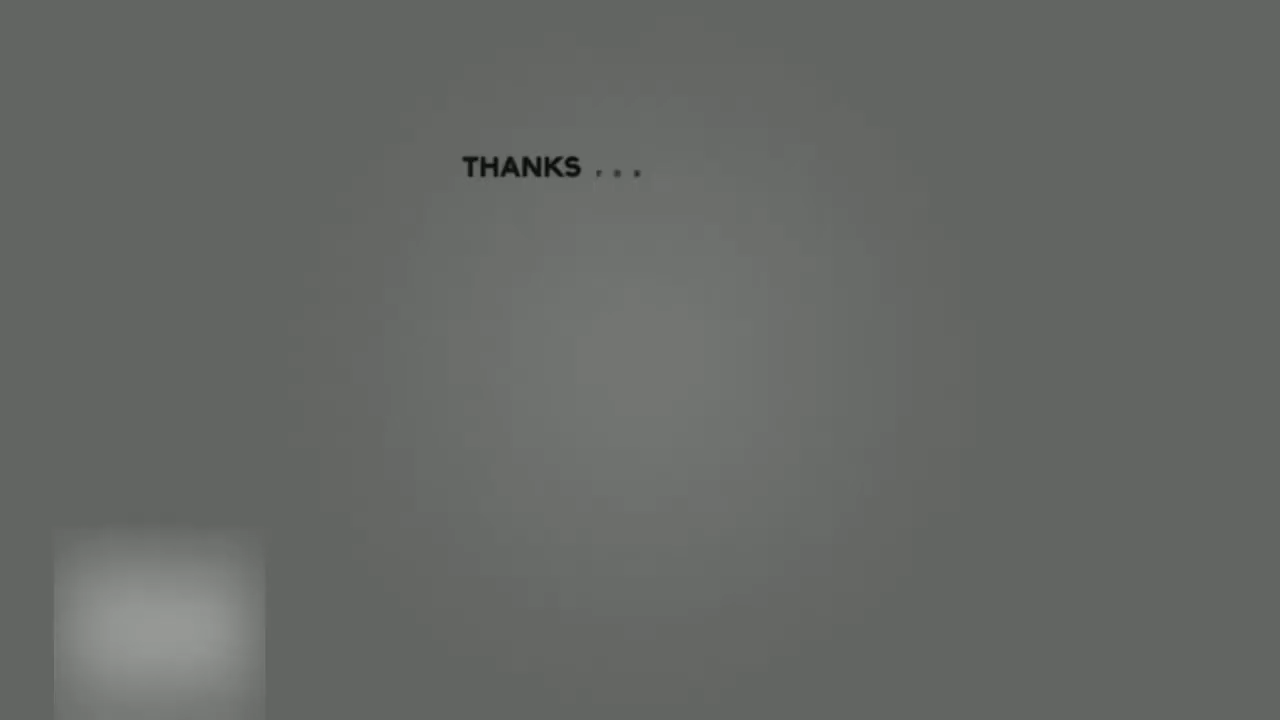 THANKS . . .